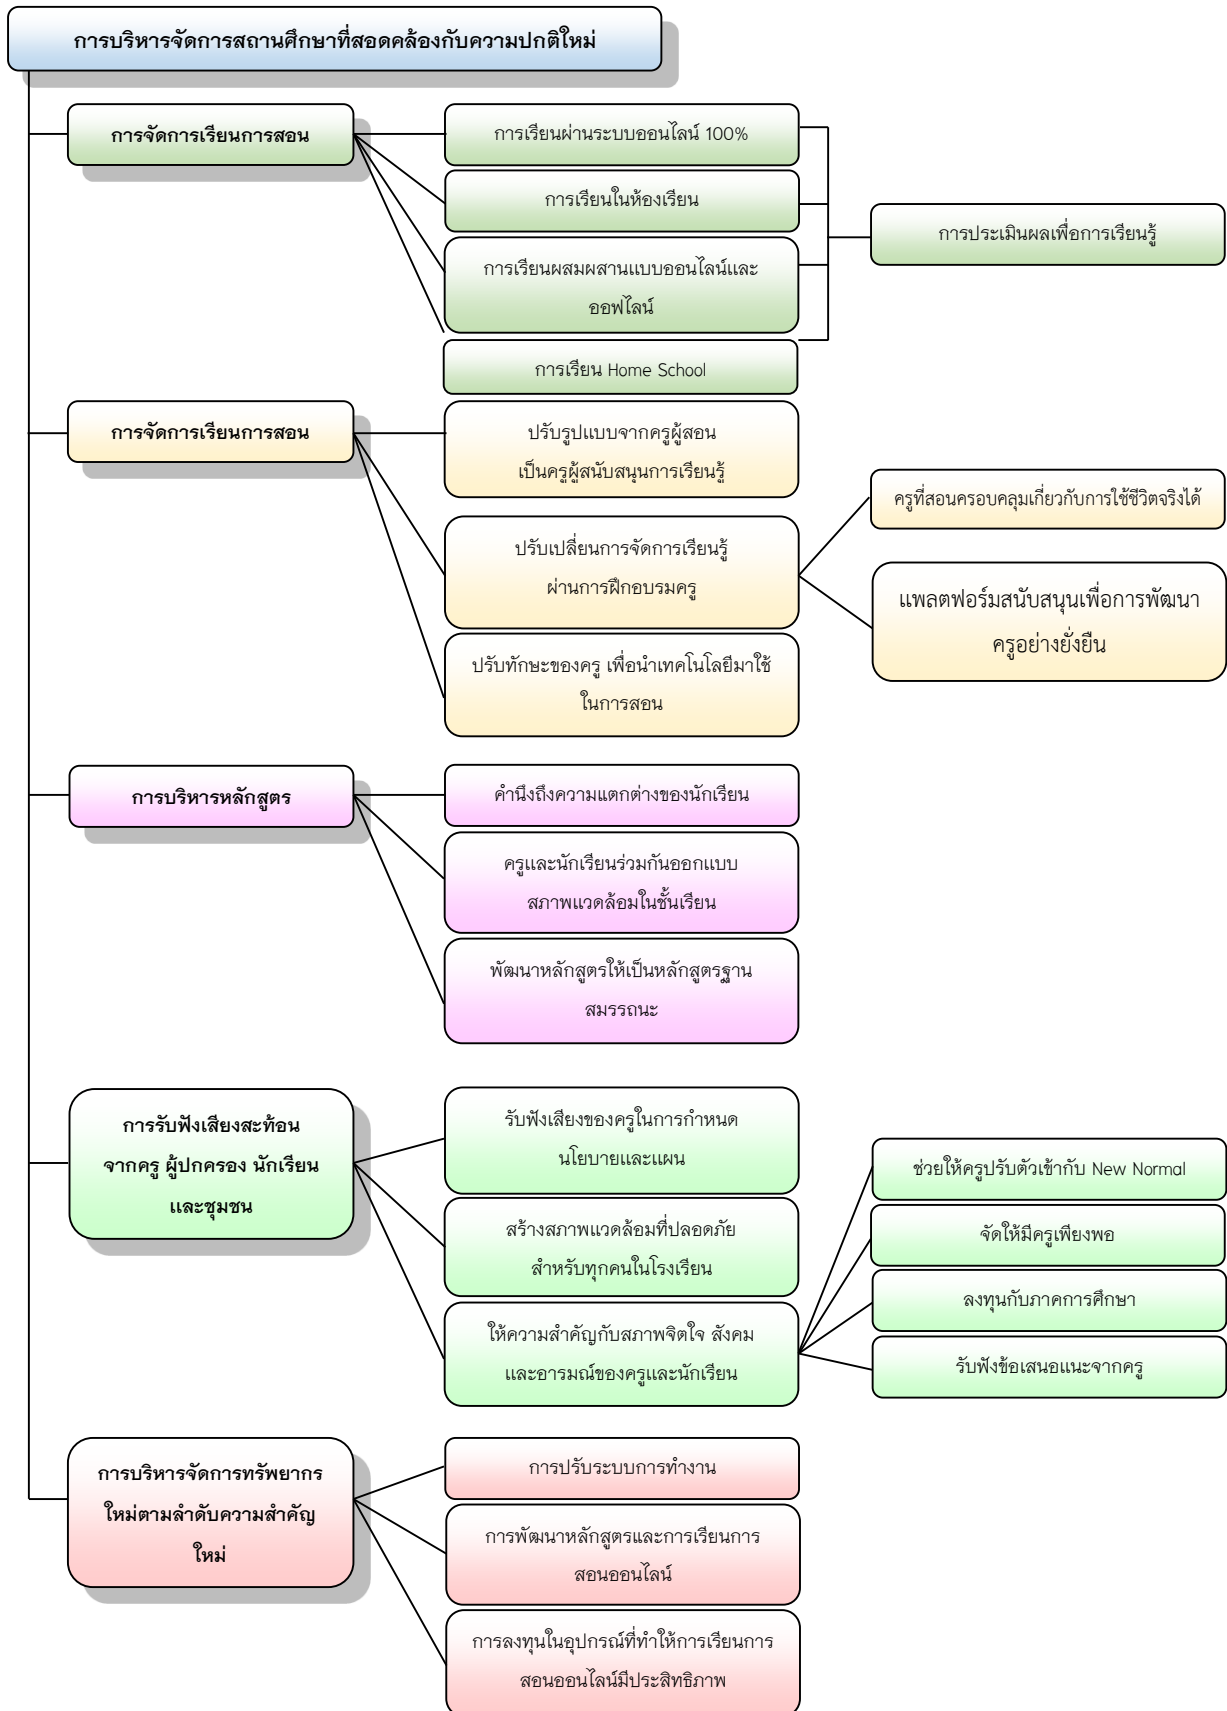 การบริหารจัดการสถานศึกษาที่สอดคล้องกับความปกติใหม่
การจัดการเรียนการสอน
การเรียนผ่านระบบออนไลน์ 100%
การเรียนในห้องเรียน
การเรียนผสมผสานแบบออนไลน์และ
ออฟไลน์
การเรียน Home School
การประเมินผลเพื่อการเรียนรู้
การจัดการเรียนการสอน
ปรับรูปแบบจากครูผู้สอน
เป็นครูผู้สนับสนุนการเรียนรู้
ปรับเปลี่ยนการจัดการเรียนรู้
ผ่านการฝึกอบรมครู
ปรับทักษะของครู เพื่อนำเทคโนโลยีมาใช้
ในการสอน
ครูที่สอนครอบคลุมเกี่ยวกับการใช้ชีวิตจริงได้
แพลตฟอร์มสนับสนุนเพื่อการพัฒนา
ครูอย่างยั่งยืน
การบริหารหลักสูตร
คำนึงถึงความแตกต่างของนักเรียน
ครูและนักเรียนร่วมกันออกแบบ
สภาพแวดล้อมในชั้นเรียน
พัฒนาหลักสูตรให้เป็นหลักสูตรฐาน
สมรรถนะ
การรับฟังเสียงสะท้อน
จากครู ผู้ปกครอง นักเรียน
และชุมชน
รับฟังเสียงของครูในการกำหนด
นโยบายและแผน
สร้างสภาพแวดล้อมที่ปลอดภัย
สำหรับทุกคนในโรงเรียน
ให้ความสำคัญกับสภาพจิตใจ สังคม
และอารมณ์ของครูและนักเรียน
ช่วยให้ครูปรับตัวเข้ากับ New Normal
จัดให้มีครูเพียงพอ
ลงทุนกับภาคการศึกษา
รับฟังข้อเสนอแนะจากครู
การบริหารจัดการทรัพยากร
ใหม่ตามลำดับความสำคัญ
ใหม่
การปรับระบบการทำงาน
การพัฒนาหลักสูตรและการเรียนการ
สอนออนไลน์
การลงทุนในอุปกรณ์ที่ทำให้การเรียนการ
สอนออนไลน์มีประสิทธิภาพ